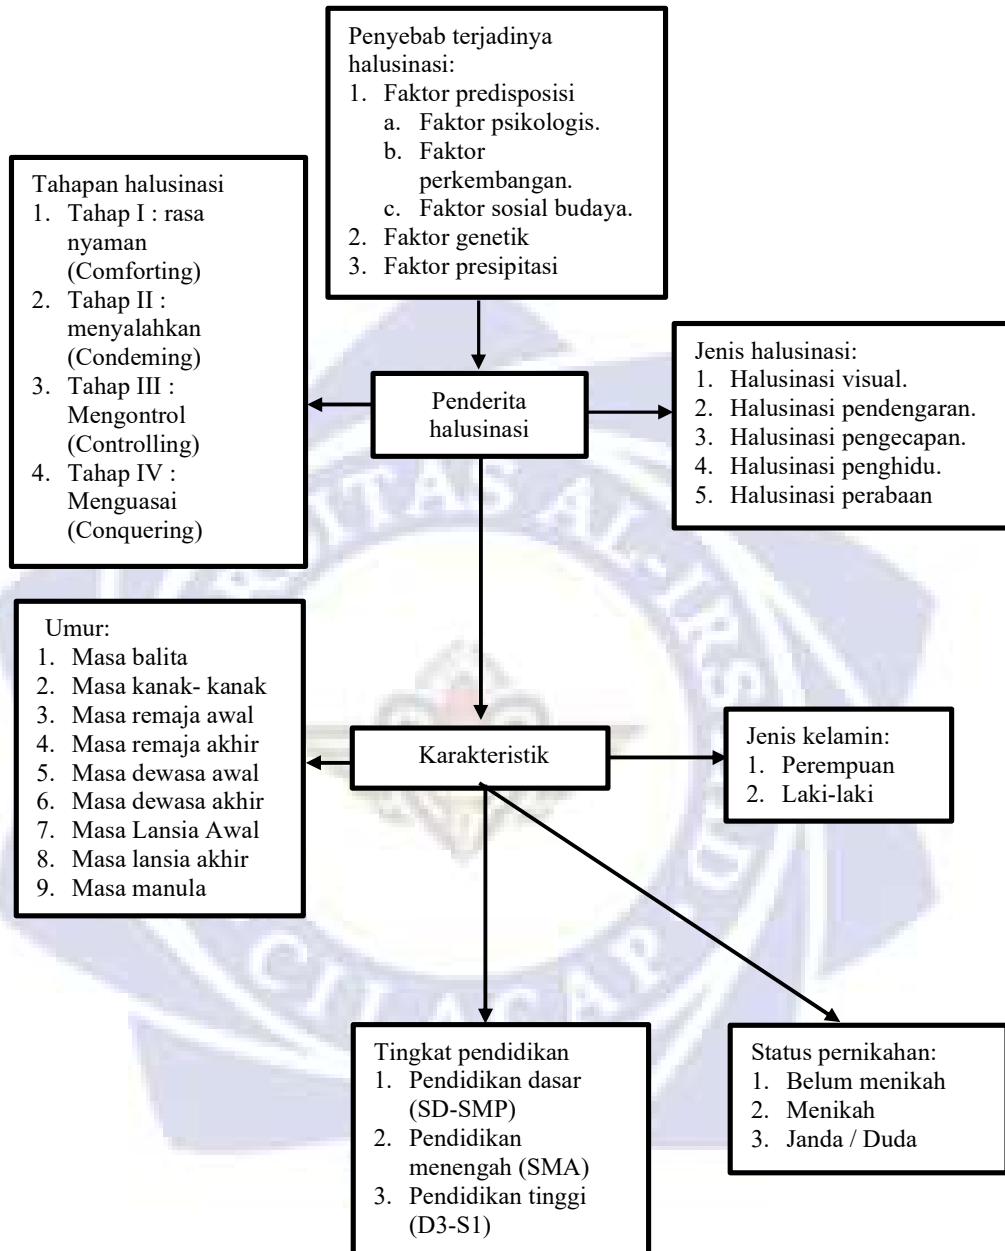 Penyebab terjadinya
halusinasi:
1. Faktor predisposisi
a. Faktor psikologis.
b. Faktor
perkembangan.
c. Faktor sosial budaya.
2. Faktor genetik
3. Faktor presipitasi
Tahapan halusinasi
1. Tahap I : rasa
nyaman
(Comforting)
2. Tahap II :
menyalahkan
(Condeming)
3. Tahap III :
Mengontrol
(Controlling)
4. Tahap IV :
Menguasai
(Conquering)
Penderita
halusinasi
Jenis halusinasi:
1. Halusinasi visual.
2. Halusinasi pendengaran.
3. Halusinasi pengecapan.
4. Halusinasi penghidu.
5. Halusinasi perabaan
Umur:
1. Masa balita
2. Masa kanak- kanak
3. Masa remaja awal
4. Masa remaja akhir
5. Masa dewasa awal
6. Masa dewasa akhir
7. Masa Lansia Awal
8. Masa lansia akhir
9. Masa manula
Karakteristik
Jenis kelamin:
1. Perempuan
2. Laki-laki
Tingkat pendidikan
1. Pendidikan dasar
(SD-SMP)
2. Pendidikan
menengah (SMA)
3. Pendidikan tinggi
(D3-S1)
Status pernikahan:
1. Belum menikah
2. Menikah
3. Janda / Duda
CILACAP